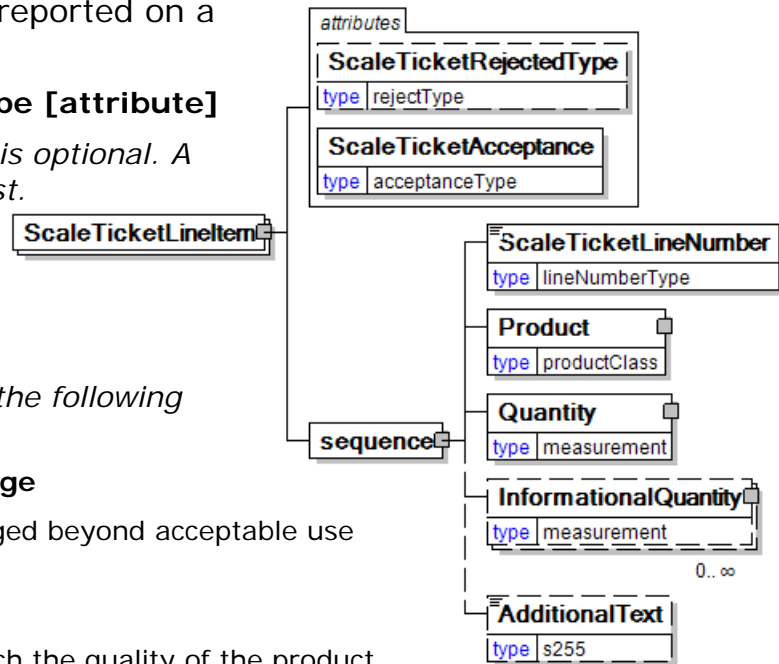 reported on a
pe [attribute]
is optional. A
st.
the following
ge
ged beyond acceptable use
ch the quality of the product
attributes
ScaleTicketRejectedType
type rejectType
ScaleTicketAcceptance
type acceptanceType
ScaleTicketLineItem
sequence
ScaleTicketLineNumber
type lineNumberType
Product
type productClass
Quantity
type measurement
InformationalQuantity
type measurement
0.. ∞
AdditionalText
type s255